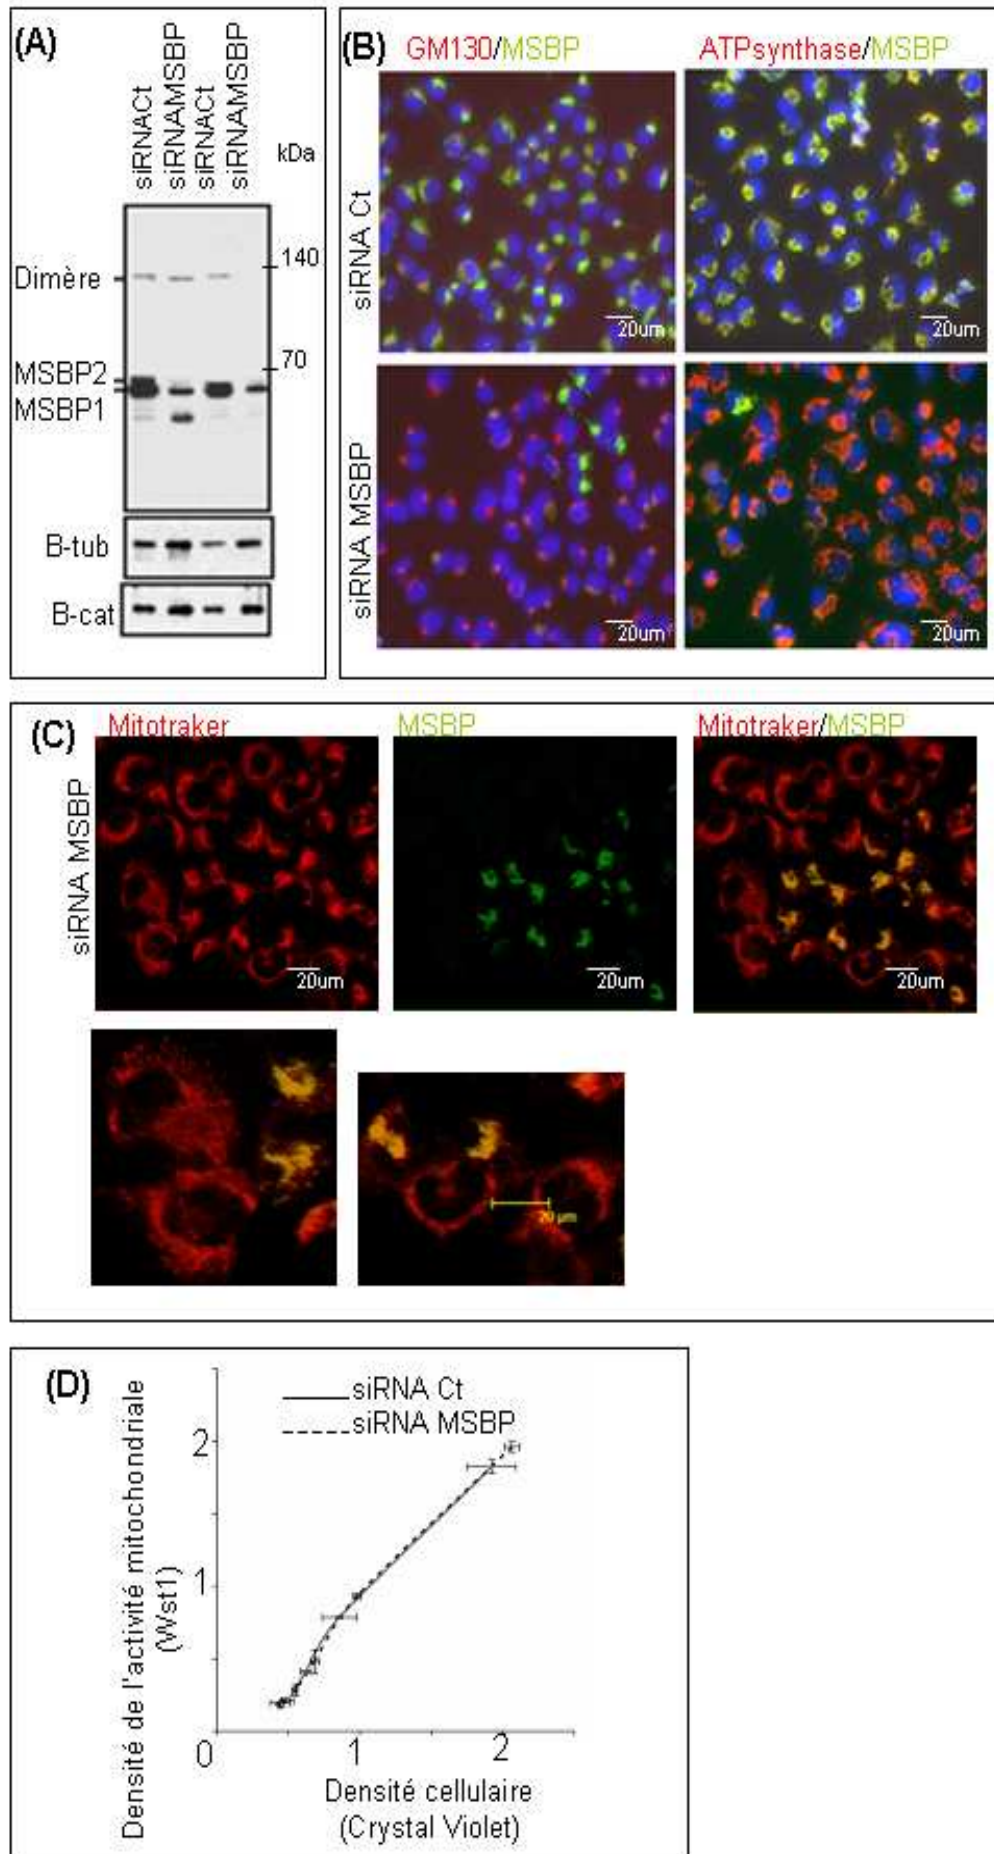 (A)
siRNACt
siRNAMSBP
siRNACt
siRNAMSBP
kDa
Dimère
140
MSBP2
70
MSBP1
B-tub
B-cat
(B)
GM130/MSBP
ATPsynthase/MSBP
siRNA Ct
20um
20um
siRNA MSBP
20um
20um
(C)
Mitotraker
MSBP
Mitotraker/MSBP
siRNA MSBP
20um
20um
20um
20 µm
(D)
siRNA Ct
siRNA MSBP
Densité de l'activité mitochondriale
(Wst1)
2
1
0
1
2
Densité cellulaire
(Crystal Violet)